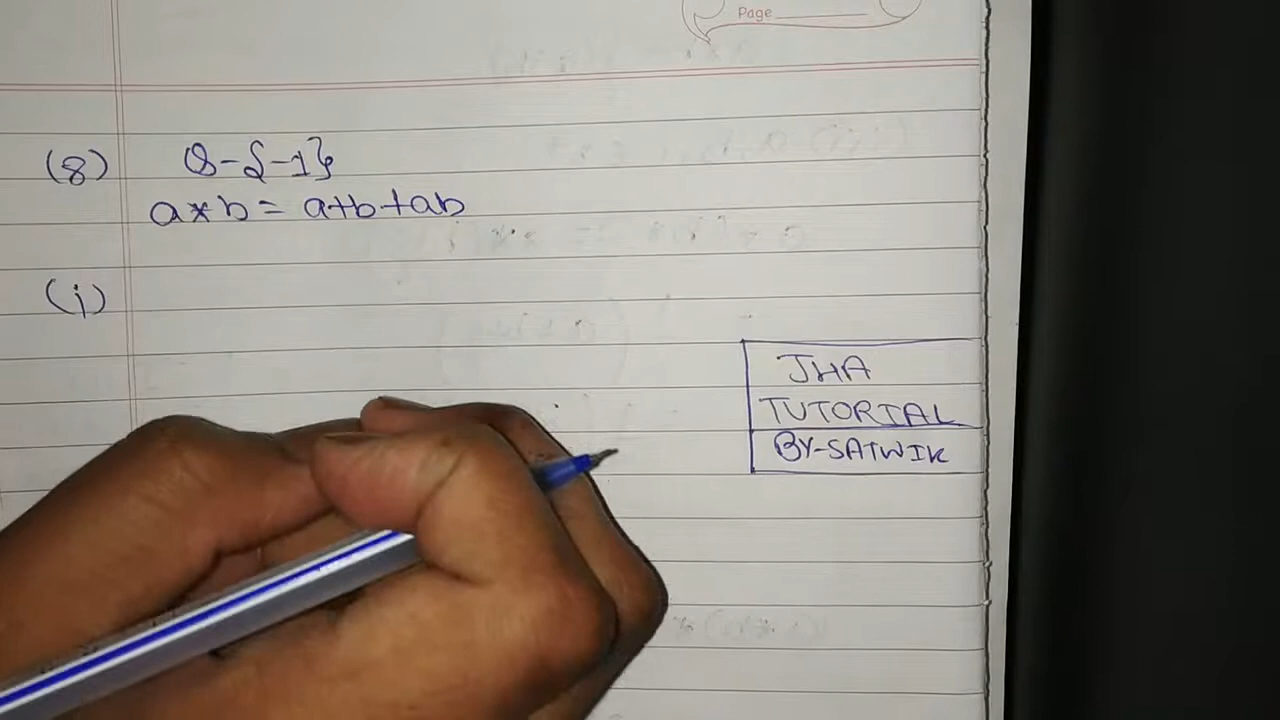 Page
(8) Q-{-1}
a*b = a+b+ab
(i)
JHA
TUTORIAL
BY-SATWIK